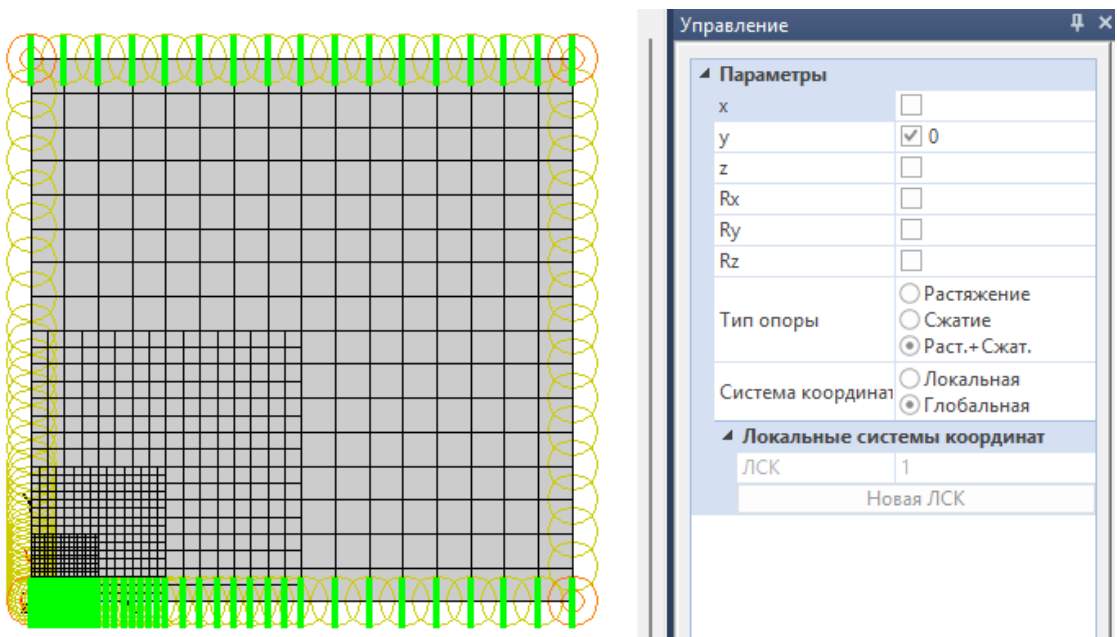 Управление
Параметры
x
y 0
z
Rx
Ry
Rz
Растяжение
Тип опоры Сжатие
Раст.+Сжат.
Система координат Локальная
Глобальная
Локальные системы координат
ЛСК 1
Новая ЛСК